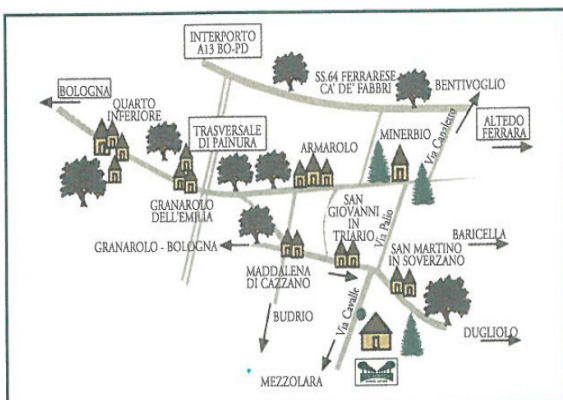 INTERPORTO
A13 BO-PD
SS.64 FERRARESE
CA' DE' FABBRI
BENTIVOGLIO
BOLOGNA
QUARTO
INFERIORE
TRASVERSALE
DI PAINURA
ARMAROLO
MINERBIO
Via Canaletto
ALTEDO
FERRARA
GRANAROLO
DELL'EMILIA
SAN
GIOVANNI
IN
TRIARIO
Via Palio
GRANAROLO - BOLOGNA
MADDALENA
DI CAZZANO
SAN MARTINO
IN SOVERZANO
BARICELLA
BUDRIO
Via Cavalle
DUGLIOLO
MEZZOLARA